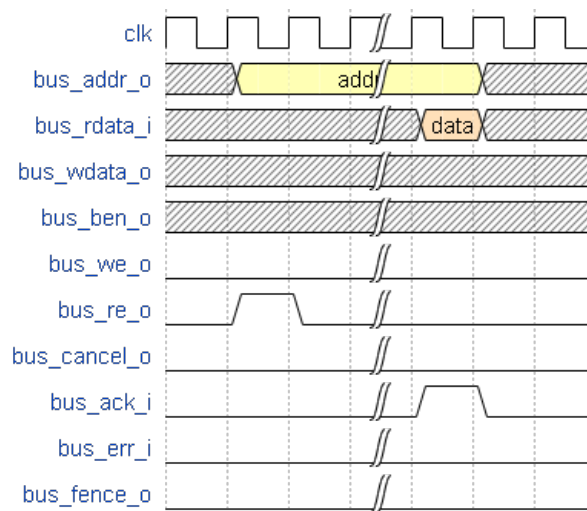 clk
bus_addr_o
addr
bus_rdata_i
data
bus_wdata_o
bus_ben_o
bus_we_o
bus_re_o
bus_cancel_o
bus_ack_i
bus_err_i
bus_fence_o